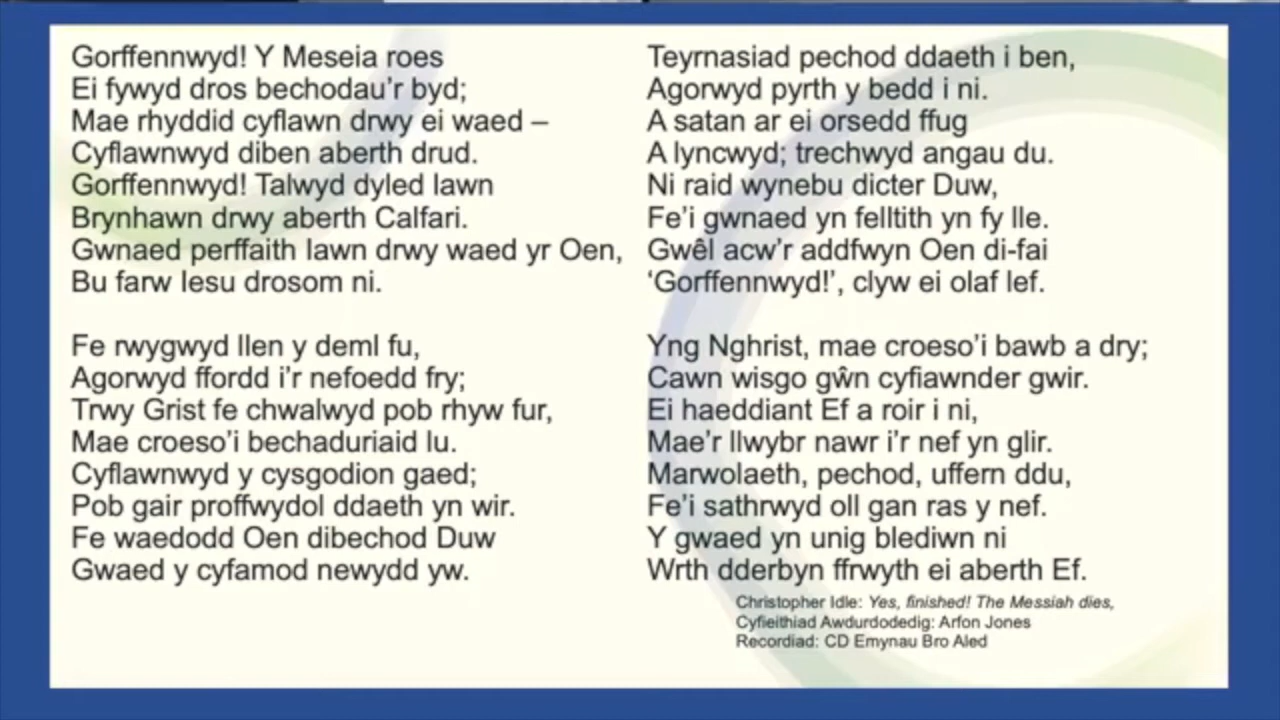 Gorffennwyd! Y Meseia roes
Ei fywyd dros bechodau’r byd;
Mae rhyddid cyflawn drwy ei waed –
Cyflawnwyd diben aberth drud.
Gorffennwyd! Talwyd dyled lawn
Brynhawn drwy aberth Calfari.
Gwnaed perffaith Iawn drwy waed yr Oen,
Bu farw Iesu drosom ni.

Fe rwygwyd llen y deml fu,
Agorwyd ffordd i’r nefoedd fry;
Trwy Grist fe chwalwyd pob rhyw fur,
Mae croeso’i bechaduriaid lu.
Cyflawnwyd y cysgodion gaed;
Pob gair proffwydol ddaeth yn wir.
Fe waedodd Oen dibechod Duw
Gwaed y cyfamod newydd yw.

Teyrnasiad pechod ddaeth i ben,
Agorwyd pyrth y bedd i ni.
A satan ar ei orsedd ffug
A lyncwyd; trechwyd angau du.
Ni raid wynebu dicter Duw,
Fe’i gwnaed yn felltith yn fy lle.
Gwêl acw’r addfwyn Oen di-fai
‘Gorffennwyd!’, clyw ei olaf lef.

Yng Nghrist, mae croeso’i bawb a dry;
Cawn wisgo gŵn cyfiawnder gwir.
Ei haeddiant Ef a roir i ni,
Mae’r llwybr nawr i’r nef yn glir.
Marwolaeth, pechod, uffern ddu,
Fe’i sathrwyd oll gan ras y nef.
Y gwaed yn unig blediwn ni
Wrth dderbyn ffrwyth ei aberth Ef.
Christopher Idle: Yes, finished! The Messiah dies,
Cyfieithiad Awdurdodedig: Arfon Jones
Recordiad: CD Emynau Bro Aled